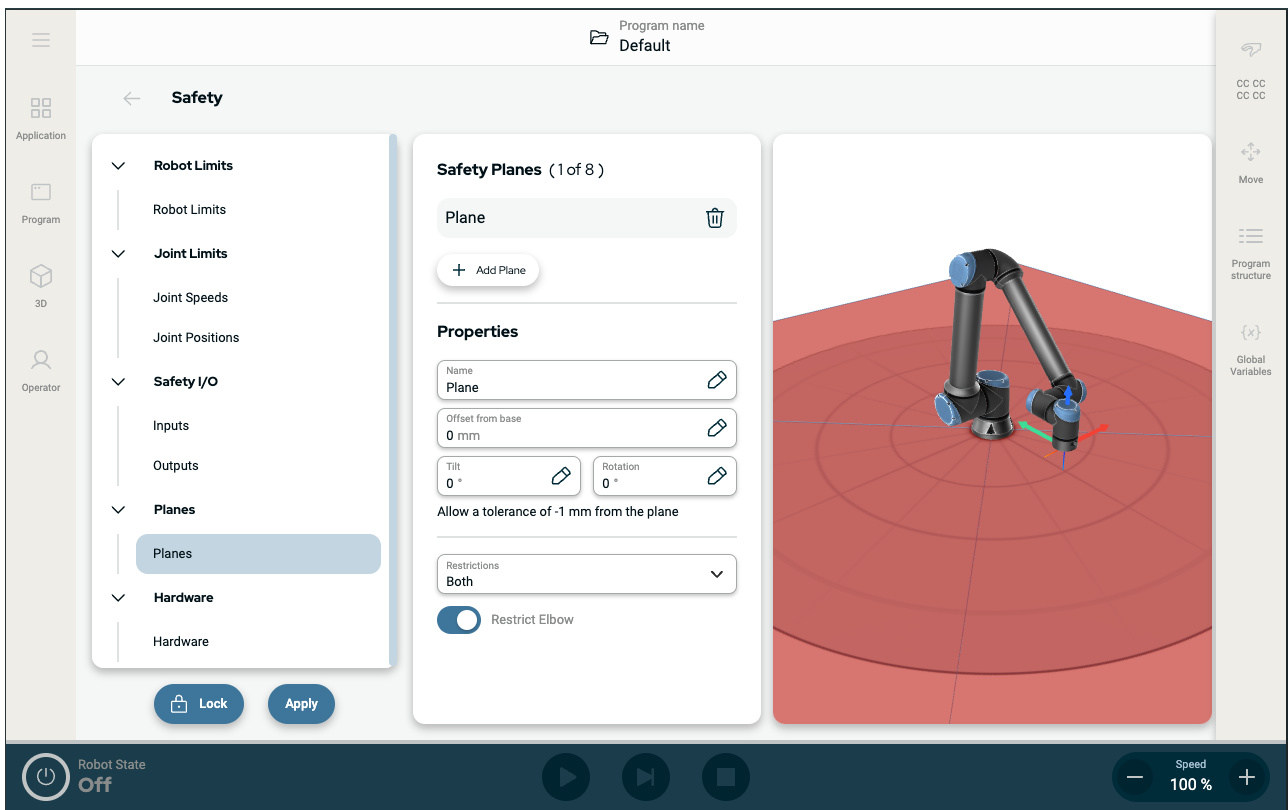 Program name
Default
Application
Program
3D
Operator
Safety
Robot Limits
Robot Limits
Joint Limits
Joint Speeds
Joint Positions
Safety I/O
Inputs
Outputs
Planes
Planes
Hardware
Hardware
Lock
Apply
Safety Planes ( 1 of 8 )
Plane
Add Plane
Properties
Name
Plane
Offset from base
0 mm
Tilt
0 °
Rotation
0 °
Allow a tolerance of -1 mm from the plane
Restrictions
Both
Restrict Elbow
CC CC
CC CC
Move
Program
structure
{x}
Global
Variables
Robot State
Off
Speed
100 %